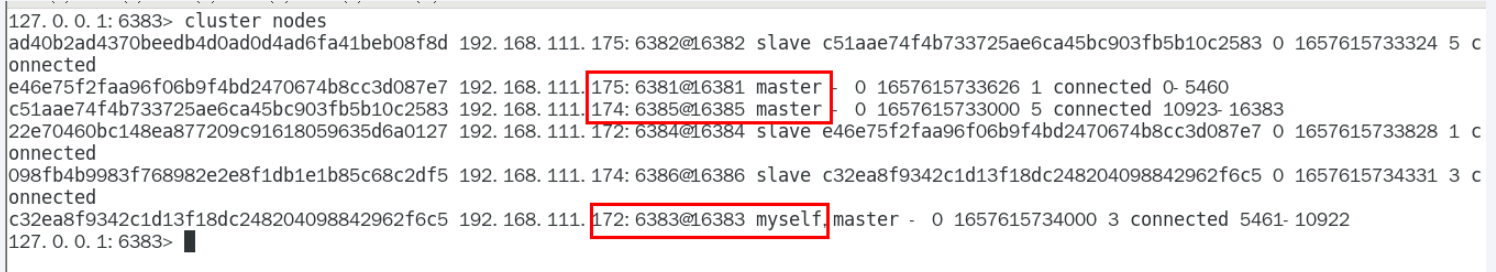 127.0.0.1:6383> cluster nodes
ad40b2ad4370beedb4d0ad0d4ad6fa41beb08f8d 192.168.111.175:6382@16382 slave c51aae74f4b733725ae6ca45bc903fb5b10c2583 0 1657615733324 5 c
onnected
e46e75f2faa96f06b9f4bd2470674b8cc3d087e7 192.168.111.175:6381@16381 master - 0 1657615733626 1 connected 0-5460
c51aae74f4b733725ae6ca45bc903fb5b10c2583 192.168.111.174:6385@16385 master - 0 1657615733000 5 connected 10923-16383
22e70460bc148ea877209c91618059635d6a0127 192.168.111.172:6384@16384 slave e46e75f2faa96f06b9f4bd2470674b8cc3d087e7 0 1657615733828 1 c
onnected
098fb4b9983f768982e2e8f1db1e1b85c68c2df5 192.168.111.174:6386@16386 slave c32ea8f9342c1d13f18dc248204098842962f6c5 0 1657615734331 3 c
onnected
c32ea8f9342c1d13f18dc248204098842962f6c5 192.168.111.172:6383@16383 myself,master - 0 1657615734000 3 connected 5461-10922
127.0.0.1:6383>